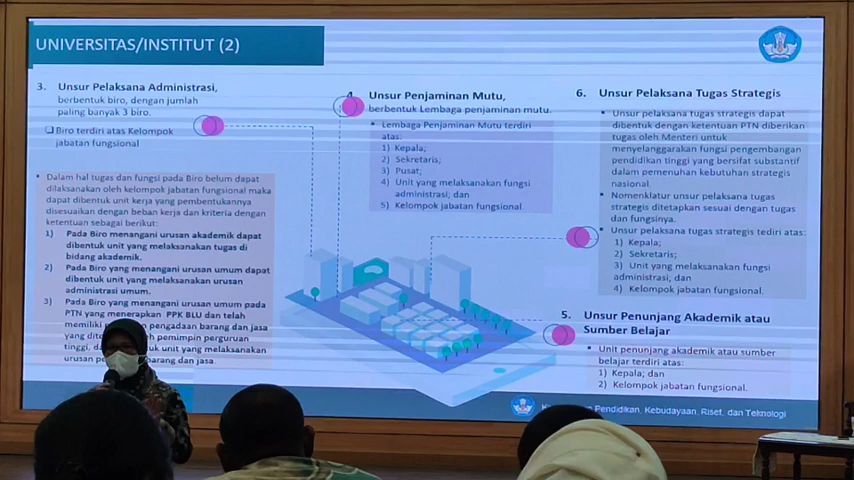 UNIVERSITAS/INSTITUT (2)
3. Unsur Pelaksana Administrasi,
berbentuk biro, dengan jumlah
paling banyak 3 biro.
❑ Biro terdiri atas Kelompok
jabatan fungsional
▪ Dalam hal tugas dan fungsi pada Biro belum dapat
dilaksanakan oleh kelompok jabatan fungsional maka
dapat dibentuk unit kerja yang pembentukannya
disesuaikan dengan beban kerja dan kriteria dengan
ketentuan sebagai berikut:
1) Pada Biro menangani urusan akademik dapat
dibentuk unit yang melaksanakan tugas di
bidang akademik.
2) Pada Biro yang menangani urusan umum dapat
dibentuk unit yang melaksanakan urusan
administrasi umum.
3) Pada Biro yang menangani urusan umum pada
PTN yang menerapkan PPK BLU dan telah
memiliki pengadaan barang dan jasa
yang oleh pemimpin perguruan
tinggi, unit yang melaksanakan
urusan barang dan jasa.
4. Unsur Penjaminan Mutu,
berbentuk Lembaga penjaminan mutu.
▪ Lembaga Penjaminan Mutu terdiri
atas:
1) Kepala;
2) Sekretaris;
3) Pusat;
4) Unit yang melaksanakan fungsi
administrasi; dan
5) Kelompok jabatan fungsional.
5. Unsur Penunjang Akademik atau
Sumber Belajar
▪ Unit penunjang akademik atau sumber
belajar terdiri atas:
1) Kepala; dan
2) Kelompok jabatan fungsional.
6. Unsur Pelaksana Tugas Strategis
▪ Unsur pelaksana tugas strategis dapat
dibentuk dengan ketentuan PTN diberikan
tugas oleh Menteri untuk
menyelenggarakan fungsi pengembangan
pendidikan tinggi yang bersifat substantif
dalam pemenuhan kebutuhan strategis
nasional.
▪ Nomenklatur unsur pelaksana tugas
strategis ditetapkan sesuai dengan tugas
dan fungsinya.
▪ Unsur pelaksana tugas strategis tediri atas:
1) Kepala;
2) Sekretaris;
3) Unit yang melaksanakan fungsi
administrasi; dan
4) Kelompok jabatan fungsional.
Pendidikan, Kebudayaan, Riset, dan Teknologi